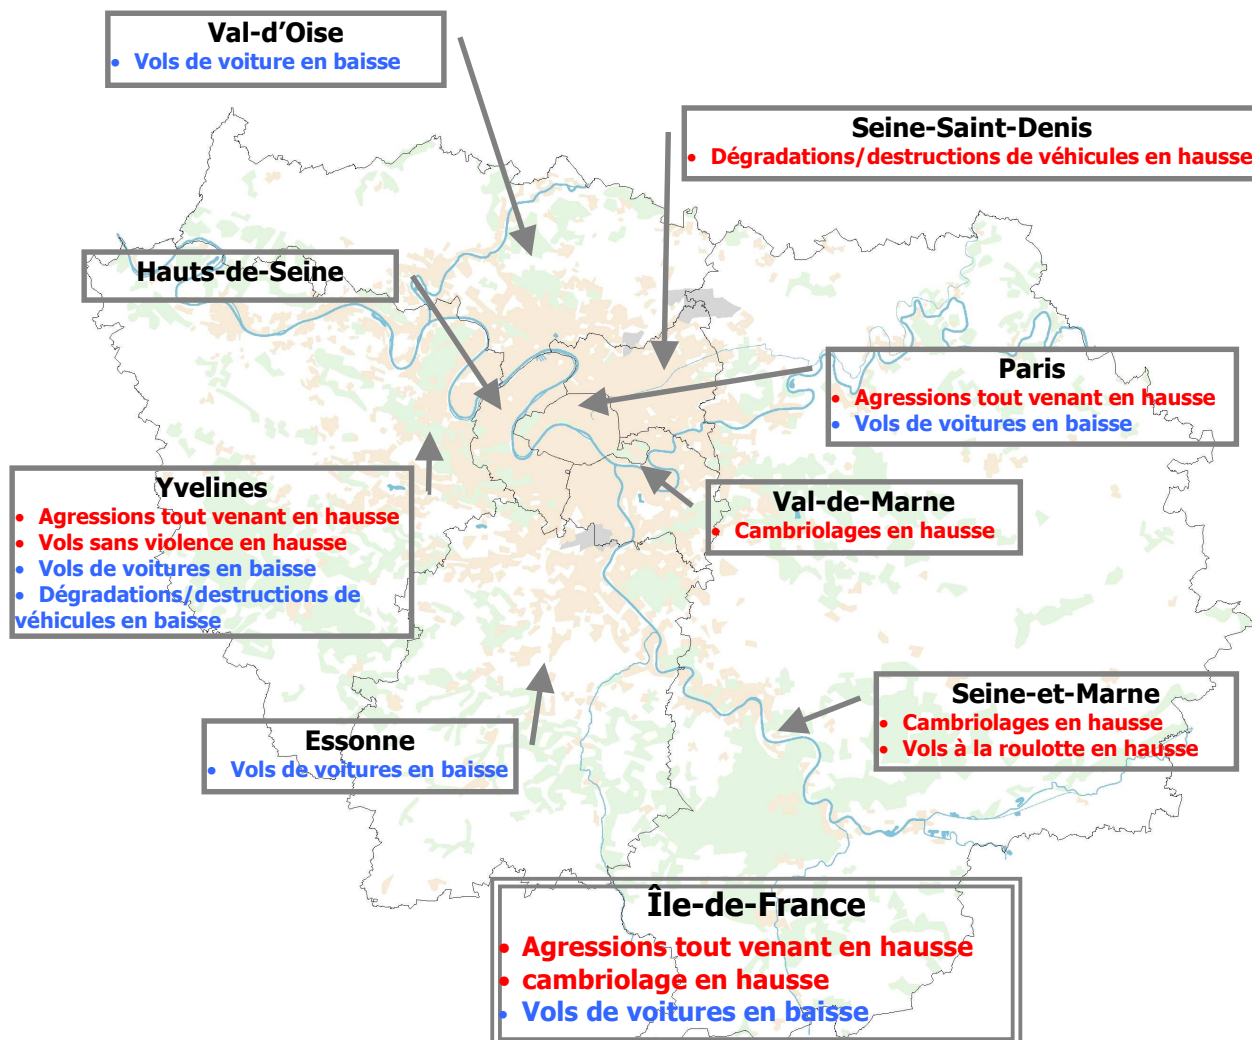 Val-d’Oise
• Vols de voiture en baisse
Seine-Saint-Denis
• Dégradations/destructions de véhicules en hausse
Hauts-de-Seine
Paris
• Agressions tout venant en hausse
• Vols de voitures en baisse
Yvelines
• Agressions tout venant en hausse
• Vols sans violence en hausse
• Vols de voitures en baisse
• Dégradations/destructions de
véhicules en baisse
Val-de-Marne
• Cambriolages en hausse
Seine-et-Marne
• Cambriolages en hausse
• Vols à la roulotte en hausse
Essonne
• Vols de voitures en baisse
Île-de-France
• Agressions tout venant en hausse
• cambriolage en hausse
• Vols de voitures en baisse